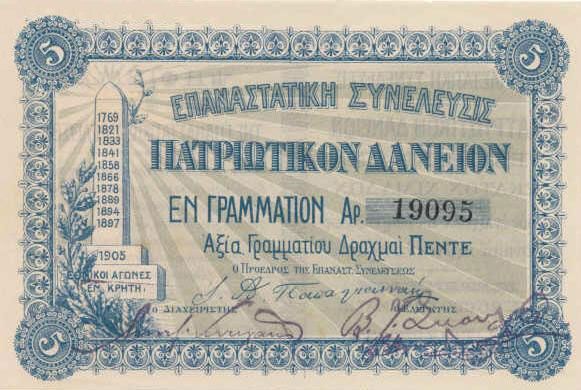 5 5
ΕΠΑΝΑΣΤΑΤΙΚΗ ΣΥΝΕΛΕΥΣΙΣ
ΠΑΤΡΙΩΤΙΚΟΝ ΔΑΝΕΙΟΝ
ΕΝ ΓΡΑΜΜΑΤΙΟΝ ΑΡ. 19095
Αξία Γραμματίου Δραχμαί ΠΕΝΤΕ
Ο ΠΡΟΕΔΡΟΣ ΤΗΣ ΕΠΑΝΑΣΤ. ΣΥΝΕΛΕΥΣΕΩΣ
Ο ΔΙΑΧΕΙΡΙΣΤΗΣ
1769
1821
1833
1841
1858
1866
1878
1889
1894
1897
1905
ΕΘΝΙΚΟΙ ΑΓΩΝΕΣ
ΕΝ ΚΡΗΤΗ.
5 5